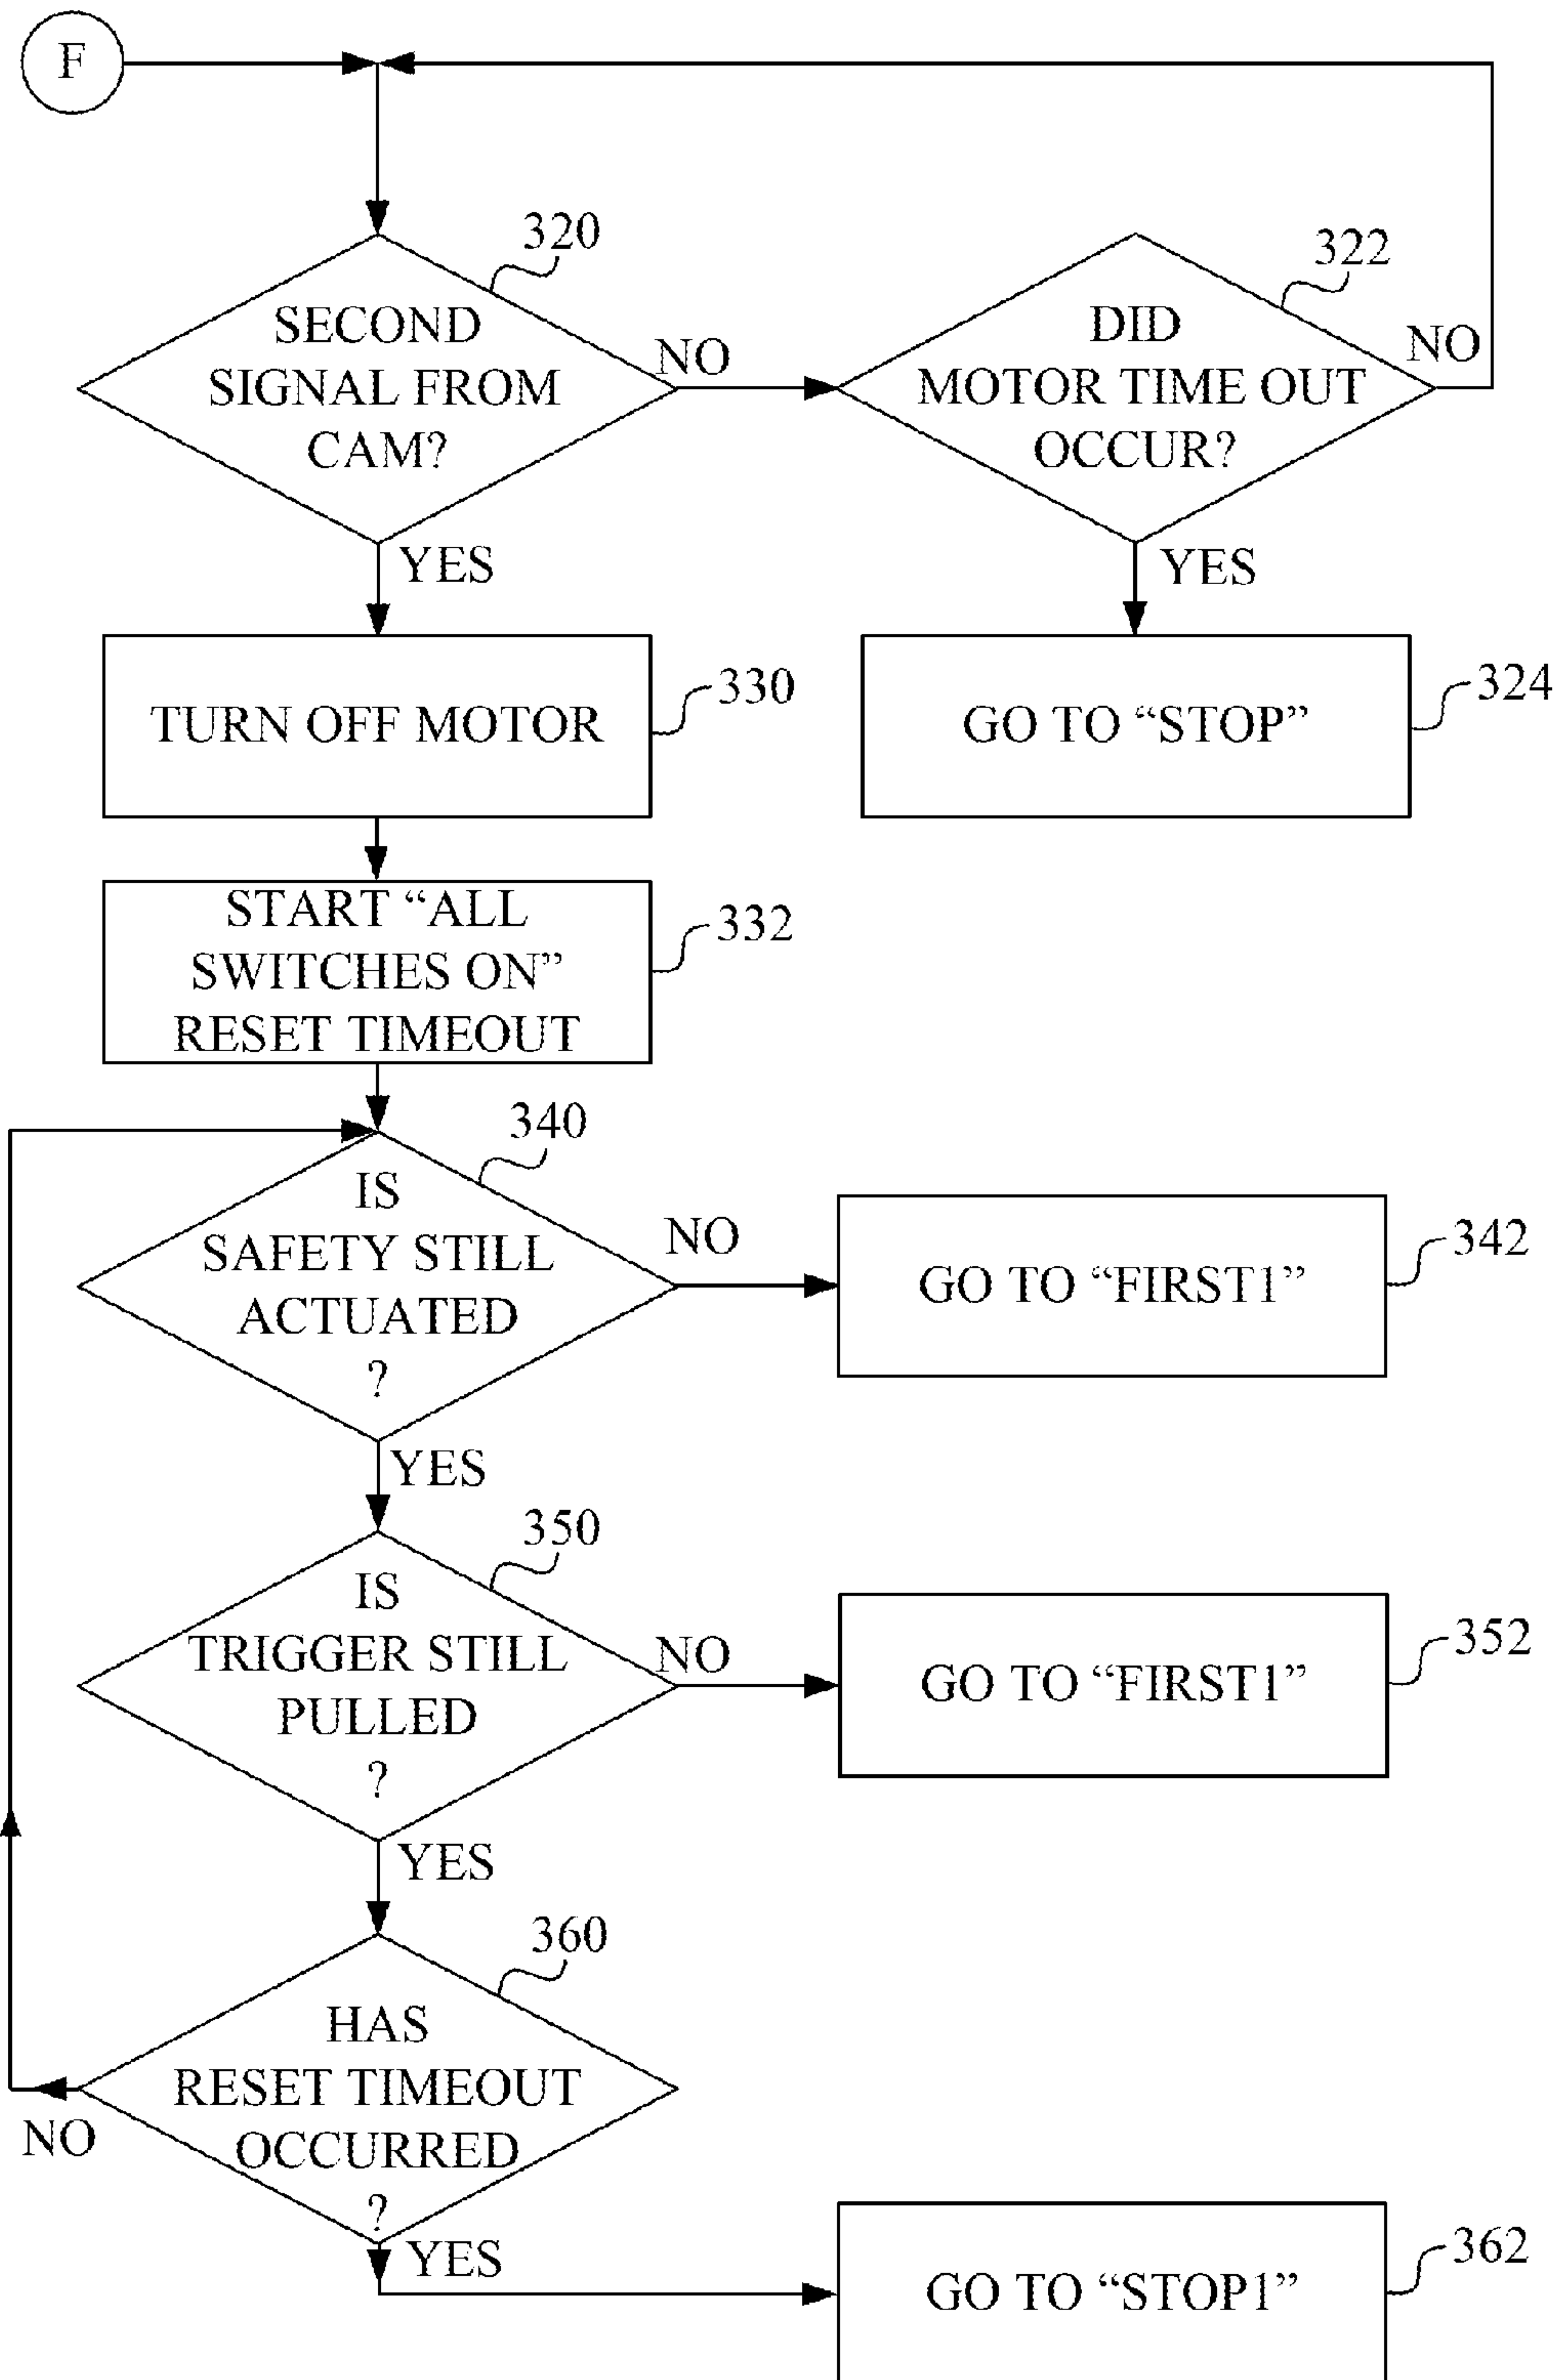 F
320
SECOND
SIGNAL FROM
CAM?
NO
YES
322
DID
MOTOR TIME OUT
OCCUR?
NO
YES
TURN OFF MOTOR
330
GO TO “STOP”
324
START “ALL
SWITCHES ON”
RESET TIMEOUT
332
340
IS
SAFETY STILL
ACTUATED
?
NO
YES
GO TO “FIRST1”
342
350
IS
TRIGGER STILL
PULLED
?
NO
YES
GO TO “FIRST1”
352
360
HAS
RESET TIMEOUT
OCCURRED
?
NO
YES
GO TO “STOP1”
362